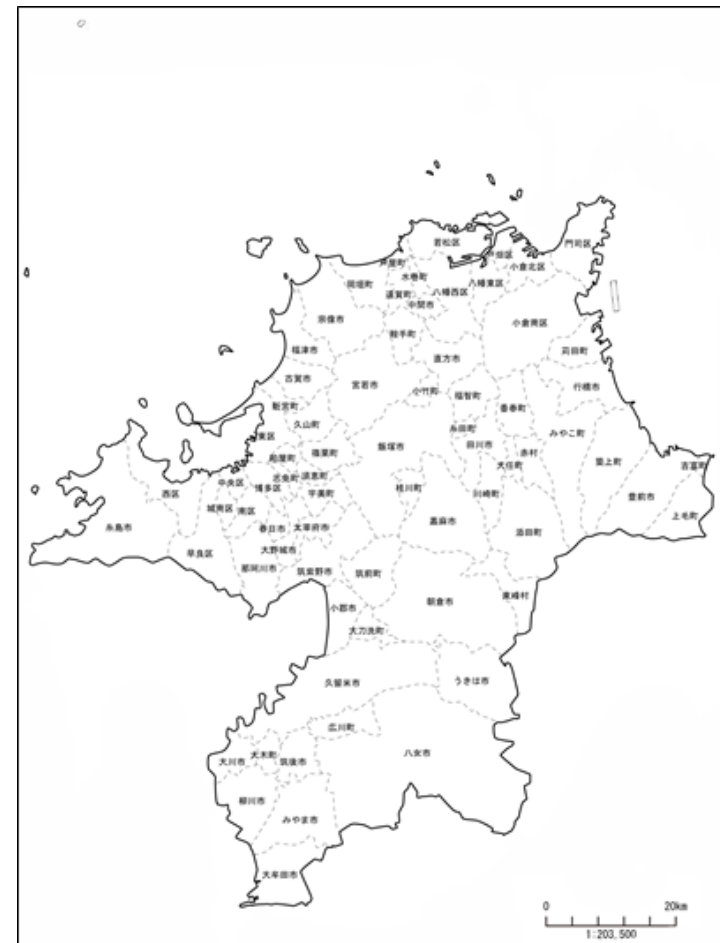 若松区
門司区
芦屋町
戸畑区
水巻町
小倉北区
岡垣町
遠賀町
八幡西区
八幡東区
中間市
宗像市
小倉南区
鞍手町
福津市
直方市
苅田町
古賀市
宮若市
小竹町
福智町
行橋市
新宮町
香春町
久山町
糸田町
みやこ町
東区
飯塚市
田川市
粕屋町
篠栗町
赤村
築上町
吉富町
大任町
西区
中央区
志免町
須恵町
博多区
宇美町
桂川町
川崎町
豊前市
城南区
南区
上毛町
糸島市
春日市
太宰府市
嘉麻市
添田町
早良区
大野城市
那珂川市
筑紫野市
筑前町
小郡市
朝倉市
東峰村
大刀洗町
久留米市
うきは市
広川町
大川市
大木町
筑後市
八女市
柳川市
みやま市
大牟田市
0 20km
1:203,500